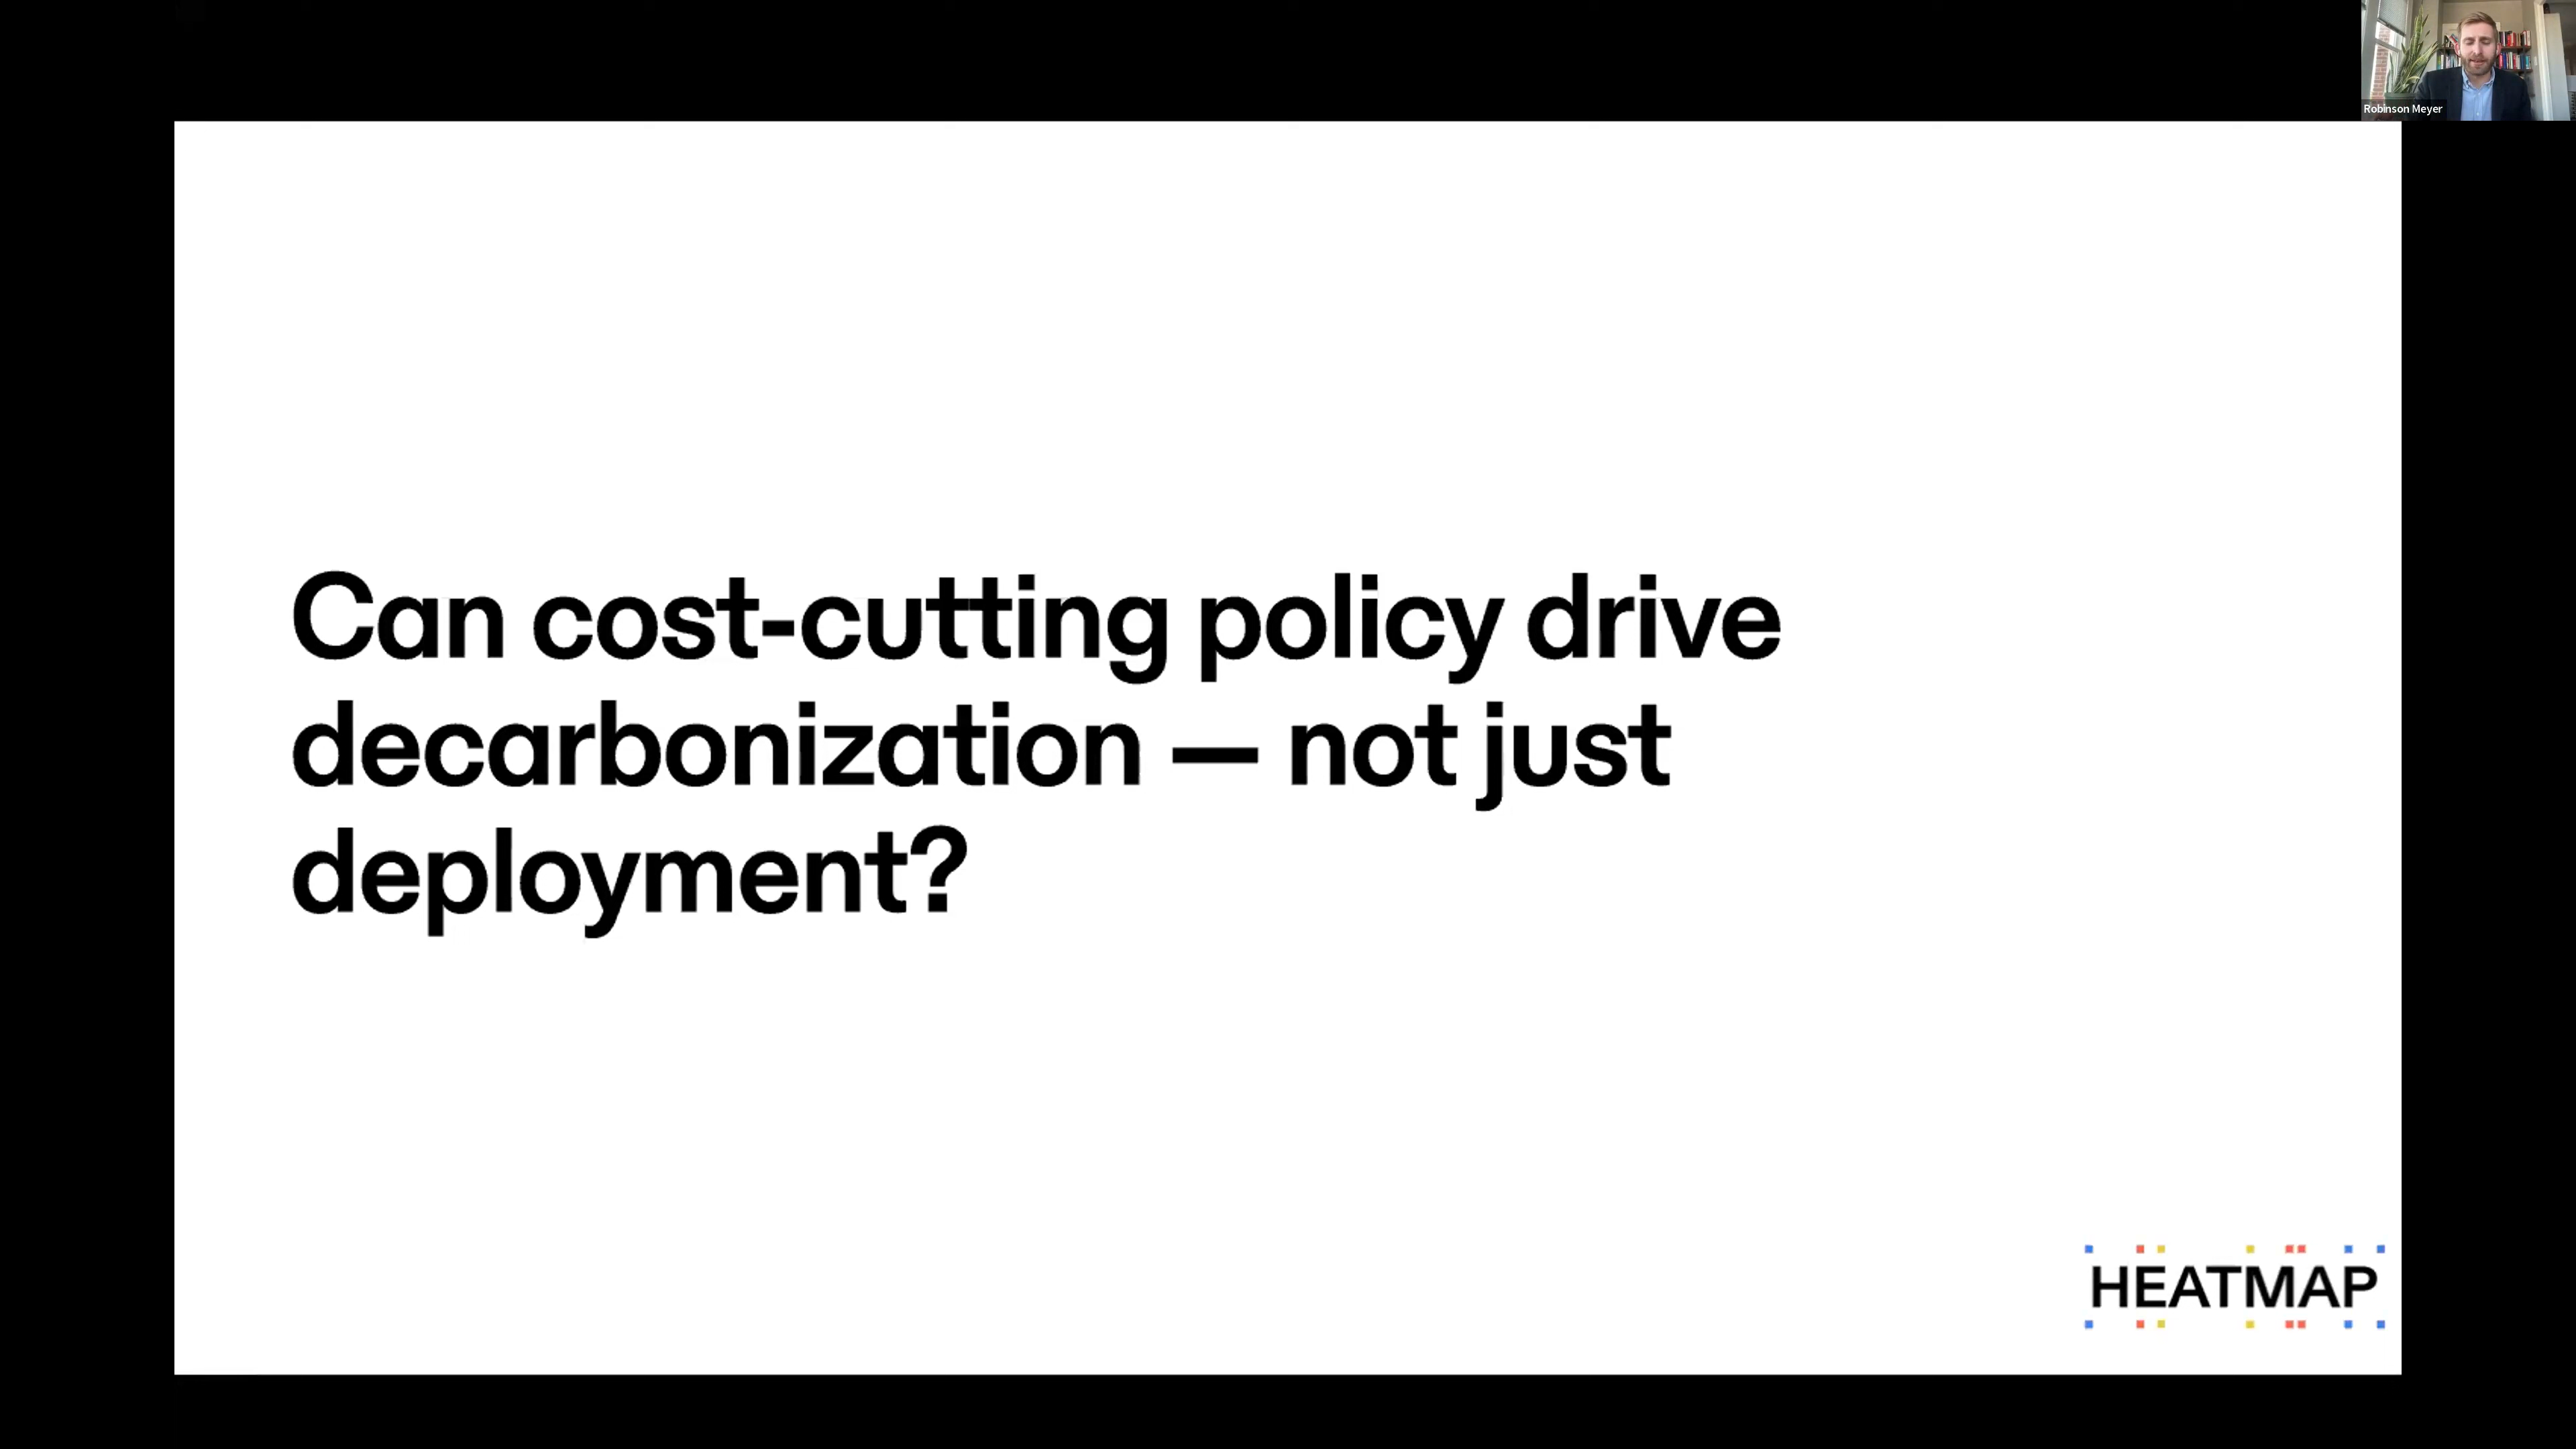 Robinson Meyer
Can cost-cutting policy drive
decarbonization — not just
deployment?
HEATMAP